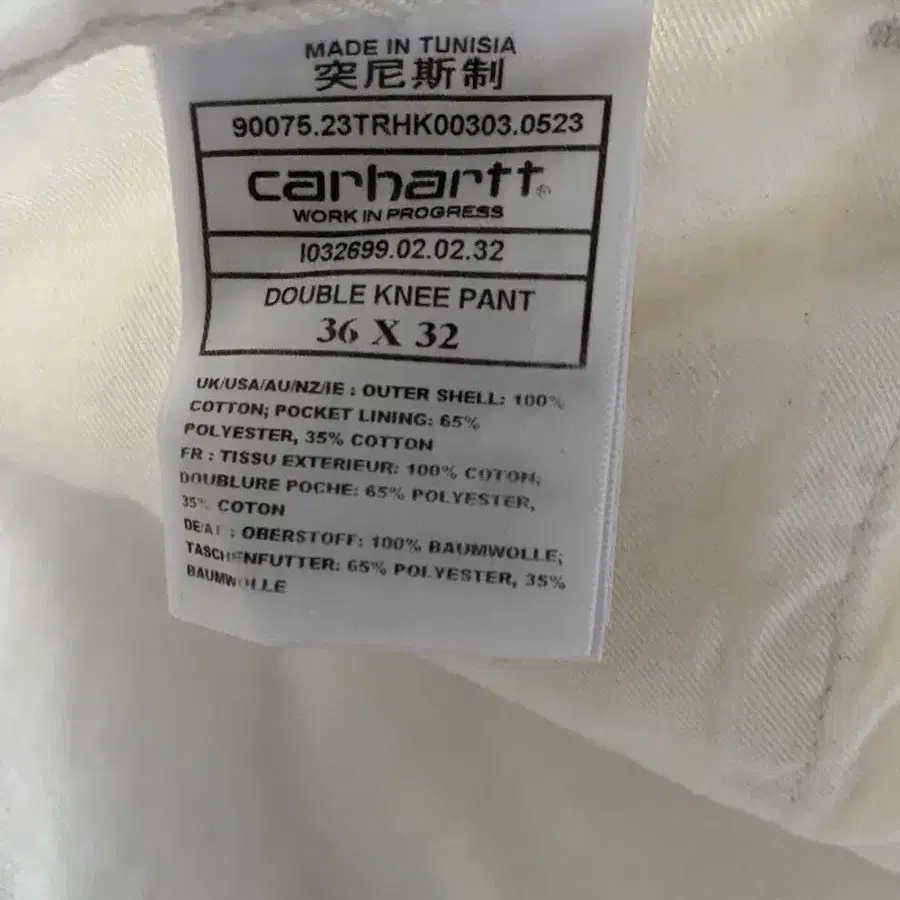 MADE IN TUNISIA
突尼斯制
90075.23TRHK00303.0523
carhartt®
WORK IN PROGRESS
I032699.02.02.32
DOUBLE KNEE PANT
36 X 32
UK/USA/AU/NZ/IE : OUTER SHELL: 100%
COTTON; POCKET LINING: 65%
POLYESTER, 35% COTTON
FR : TISSU EXTERIEUR: 100% COTON;
DOUBLURE POCHE: 65% POLYESTER,
35% COTON
DE/AT : OBERSTOFF: 100% BAUMWOLLE;
TASCHENFUTTER: 65% POLYESTER, 35%
BAUMWOLLE